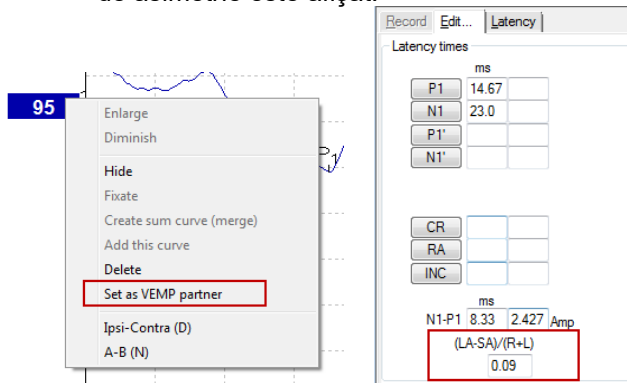 Record Edit... Latency
Latency times
ms
P1 14.67
N1 23.0
P1'
N1'
CR
RA
INC
ms
N1-P1 8.33 2.427 Amp
(LA-SA)/(R+L)
0.09
95
Enlarge
Diminish
Hide
Fixate
Create sum curve (merge)
Add this curve
Delete
Set as VEMP partner
Ipsi-Contra (D)
A-B (N)